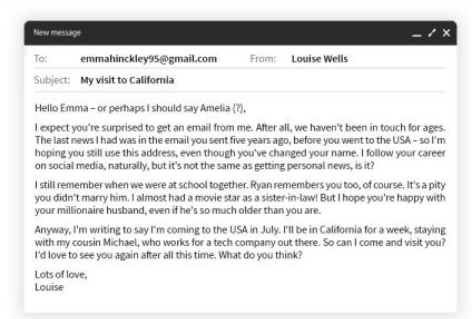 New message
To: emmahinckley95@gmail.com From: Louise Wells
Subject: My visit to California
Hello Emma – or perhaps I should say Amelia (?),
I expect you're surprised to get an email from me. After all, we haven't been in touch for ages.
The last news I had was in the email you sent five years ago, before you went to the USA – so I'm
hoping you still use this address, even though you've changed your name. I follow your career
on social media, naturally, but it's not the same as getting personal news, is it?
I still remember when we were at school together. Ryan remembers you too, of course. It's a pity
you didn't marry him. I almost had a movie star as a sister-in-law! But I hope you're happy with
your millionaire husband, even if he's so much older than you are.
Anyway, I'm writing to say I'm coming to the USA in July. I'll be in California for a week, staying
with my cousin Michael, who works for a tech company out there. So can I come and visit you?
I'd love to see you again after all this time. What do you think?
Lots of love,
Louise